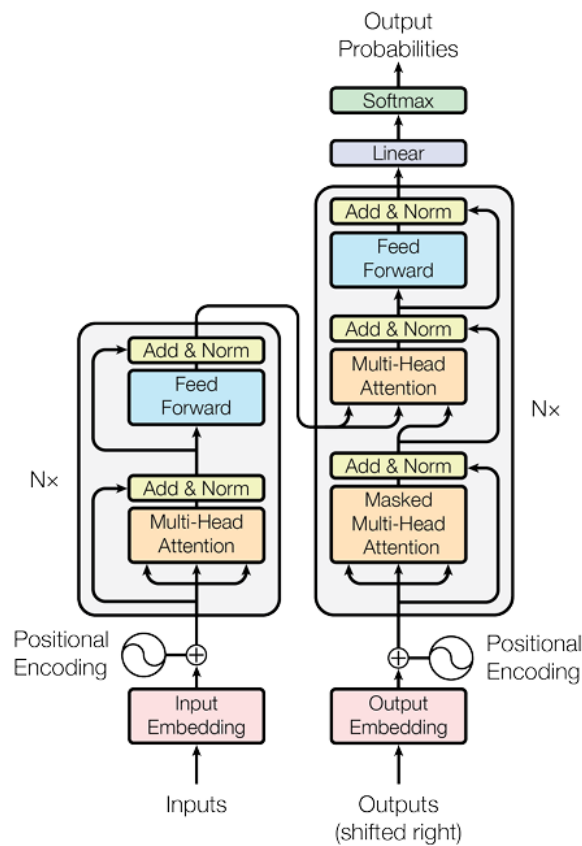 Output
Probabilities
Softmax
Linear
Add & Norm
Feed
Forward
Add & Norm
Multi-Head
Attention
Add & Norm
Masked
Multi-Head
Attention
Nx
Add & Norm
Feed
Forward
Add & Norm
Multi-Head
Attention
Nx
Positional
Encoding
Positional
Encoding
Input
Embedding
Output
Embedding
Inputs
Outputs
(shifted right)